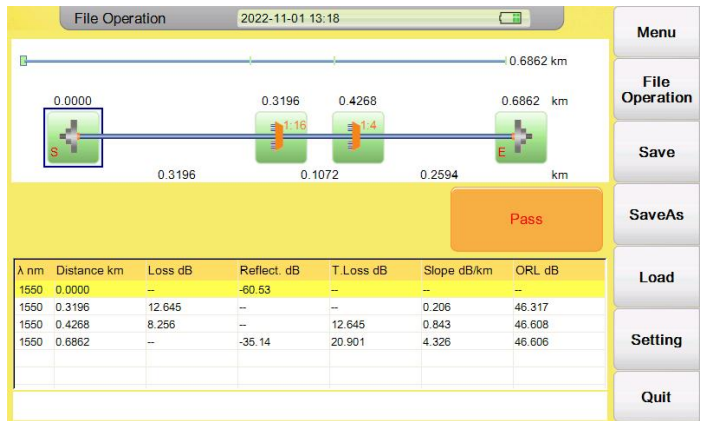 File Operation 2022-11-01 13:18
0.6862 km
0.0000 0.3196 0.4268 0.6862 km
1:16 1:4
S E
0.3196 0.1072 0.2594 km
Pass
λ nm Distance km Loss dB Reflect. dB T.Loss dB Slope dB/km ORL dB
1550 0.0000 -- -60.53 -- -- --
1550 0.3196 12.645 -- -- 0.206 46.317
1550 0.4268 8.256 -- 12.645 0.843 46.608
1550 0.6862 -- -35.14 20.901 4.326 46.606
Menu
File
Operation
Save
SaveAs
Load
Setting
Quit